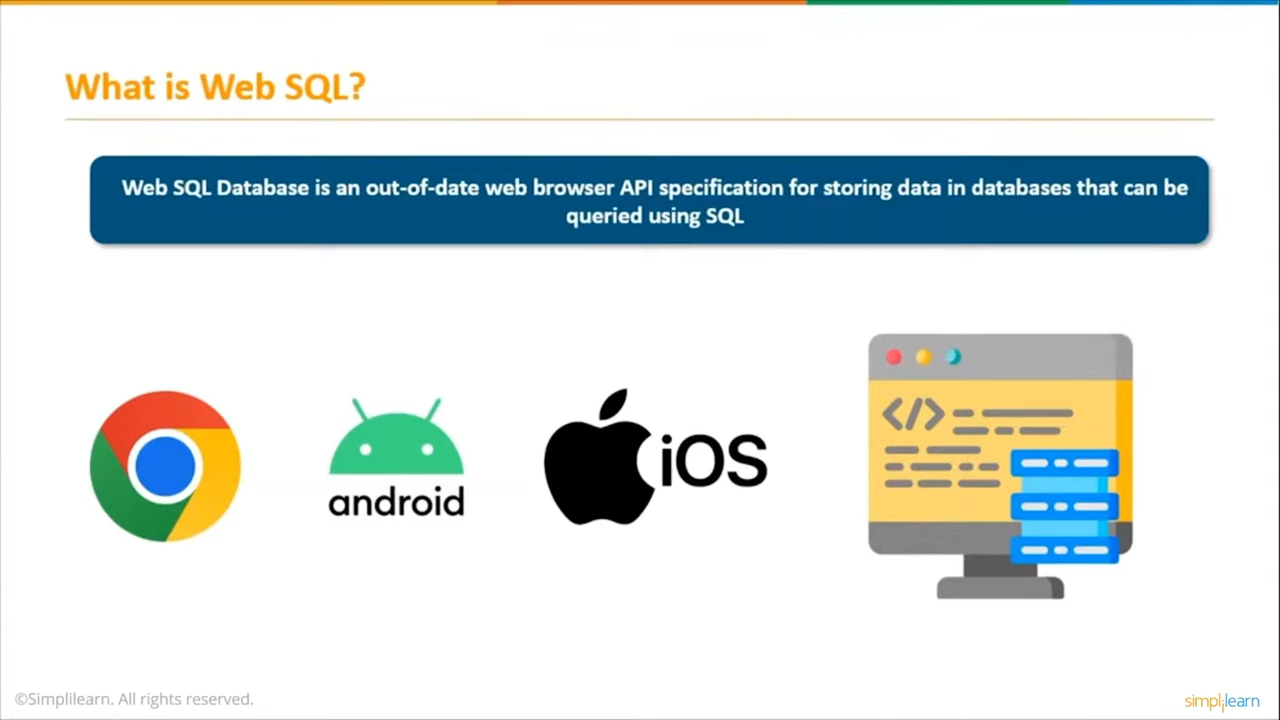 What is Web SQL?
Web SQL Database is an out-of-date web browser API specification for storing data in databases that can be
queried using SQL
</>
android
iOS
©Simplilearn. All rights reserved.
simplilearn